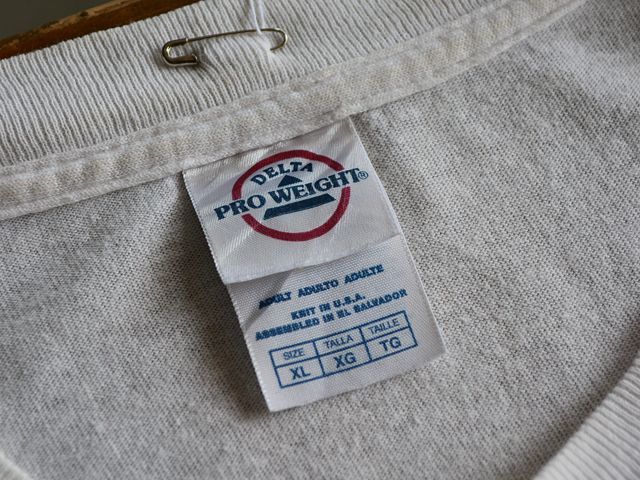 DELTA
PRO WEIGHT®
ADULT ADULTO ADULTE
KNIT IN U.S.A.
ASSEMBLED IN EL SALVADOR
SIZE TALLA TAILLE
XL XG TG